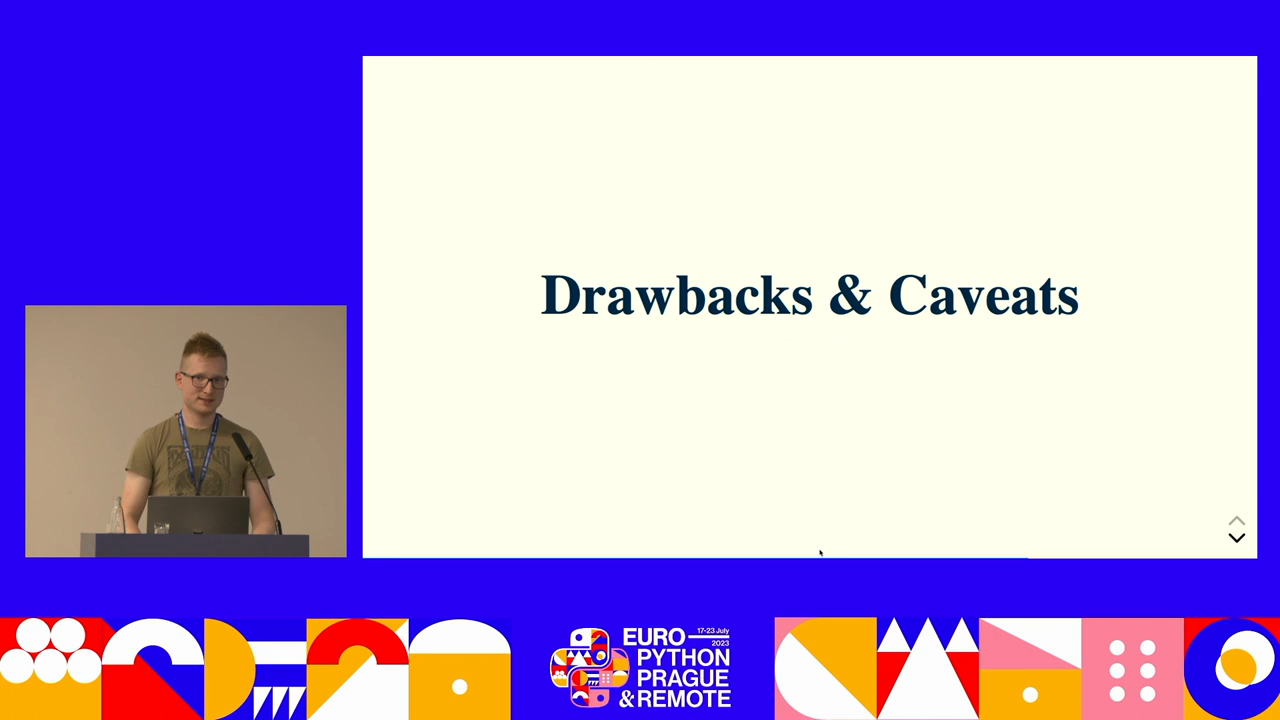 Drawbacks & Caveats
EURO
17-23 July
2023
PYTHON
PRAGUE
& REMOTE